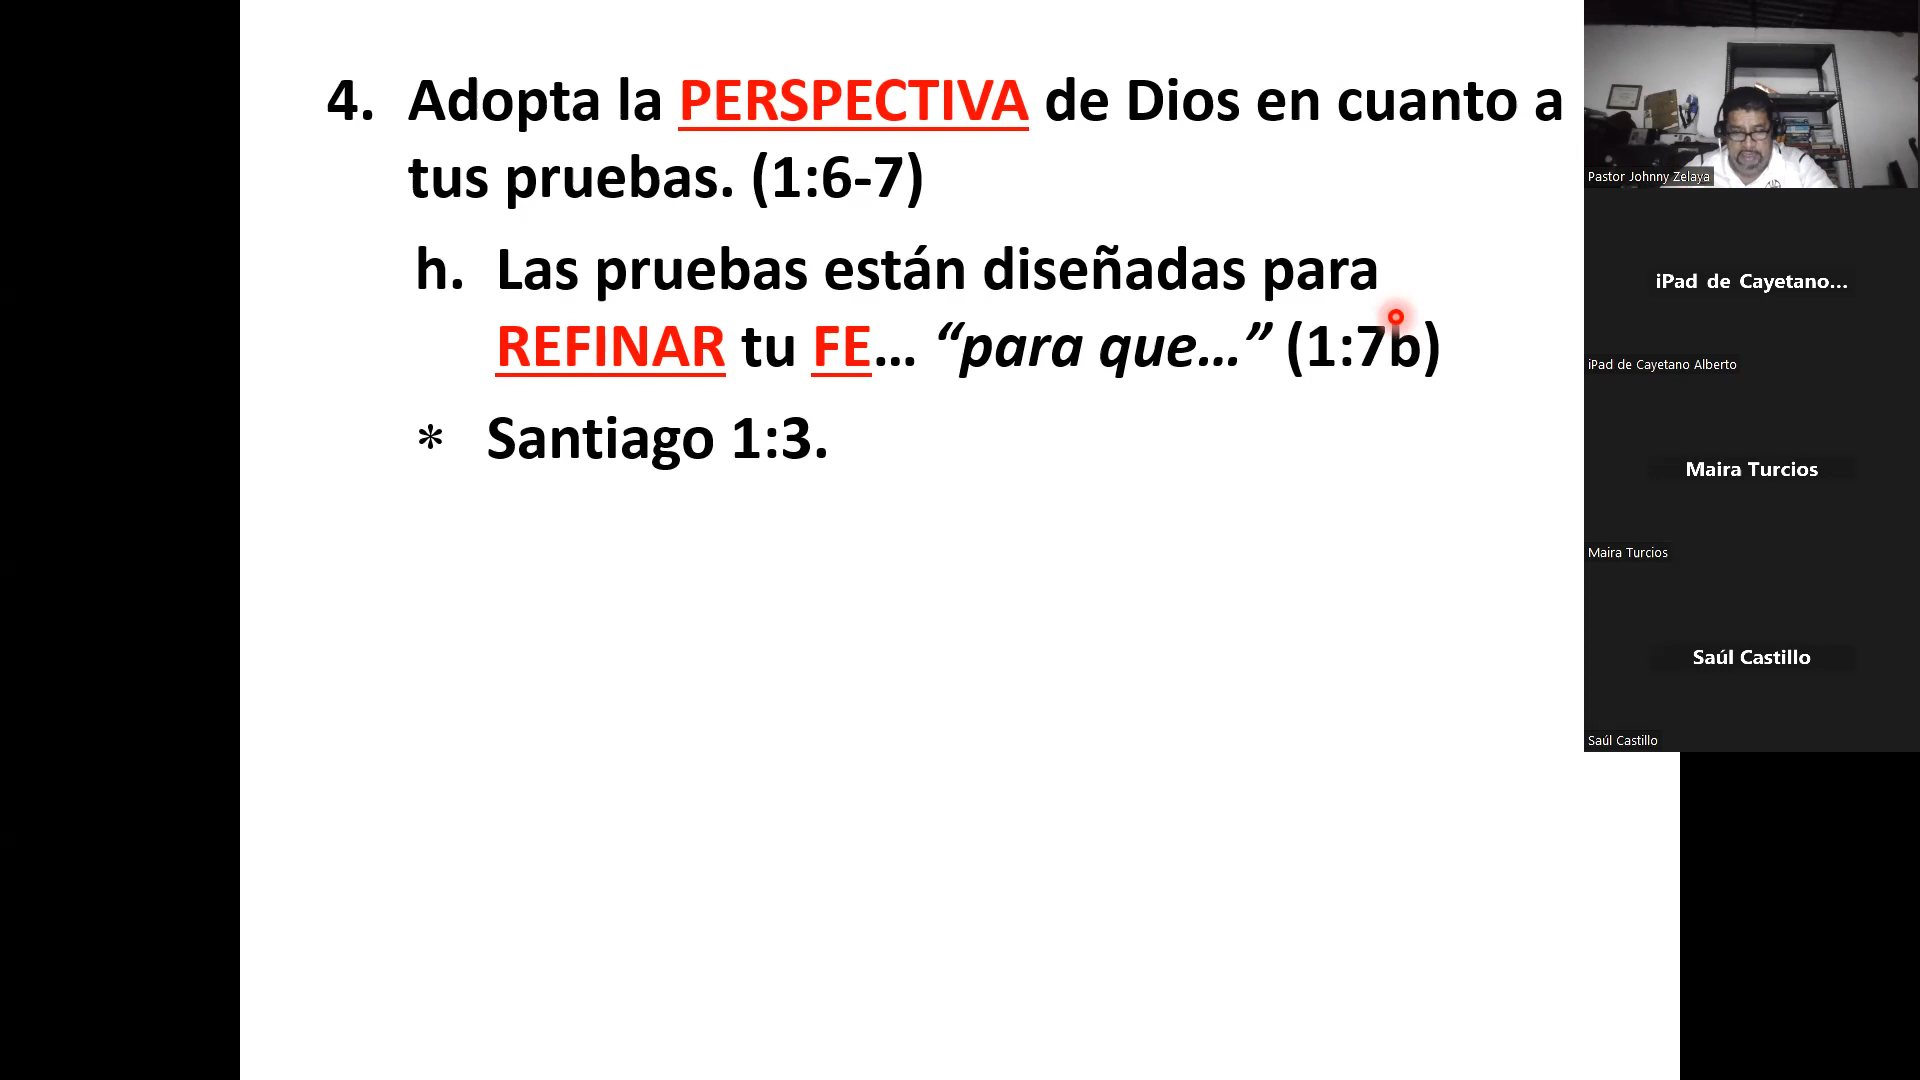 4. Adopta la PERSPECTIVA de Dios en cuanto a
tus pruebas. (1:6-7)
h. Las pruebas están diseñadas para
REFINAR tu FE… “para que…” (1:7b)
* Santiago 1:3.
Pastor Johnny Zelaya
iPad de Cayetano...
iPad de Cayetano Alberto
Maira Turcios
Maira Turcios
Saúl Castillo
Saúl Castillo